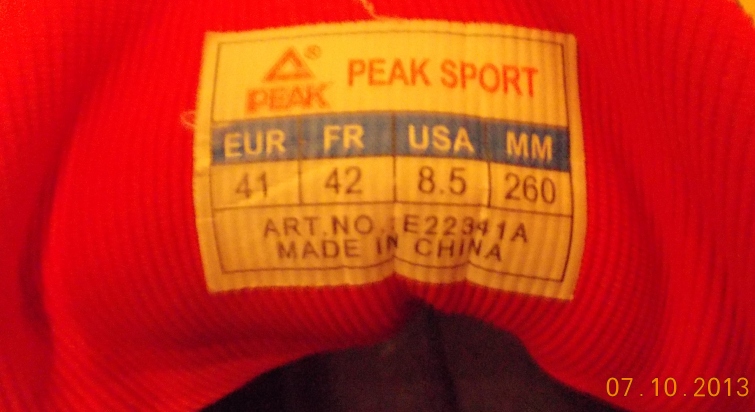 PEAK®
PEAK SPORT
EUR FR USA MM
41 42 8.5 260
ART.NO.:E22341A
MADE IN CHINA
07.10.2013